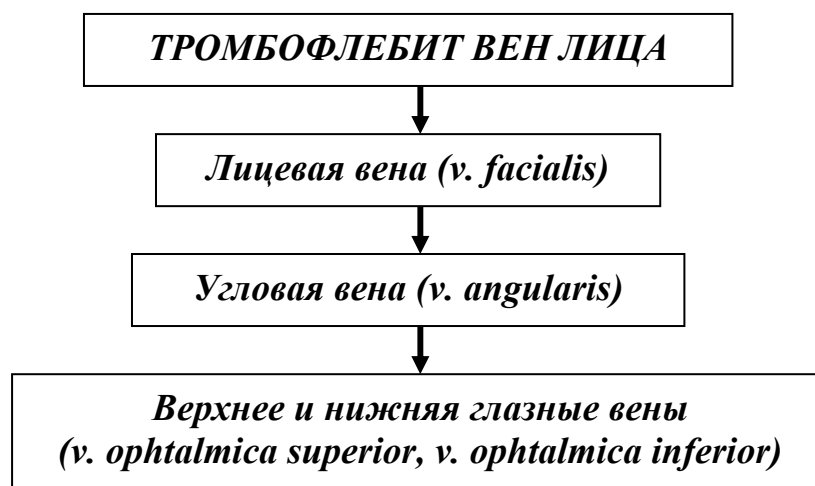 ТРОМБОФЛЕБИТ ВЕН ЛИЦА
Лицевая вена (v. facialis)
Угловая вена (v. angularis)
Верхнее и нижняя глазные вены
(v. ophtalmica superior, v. ophtalmica inferior)